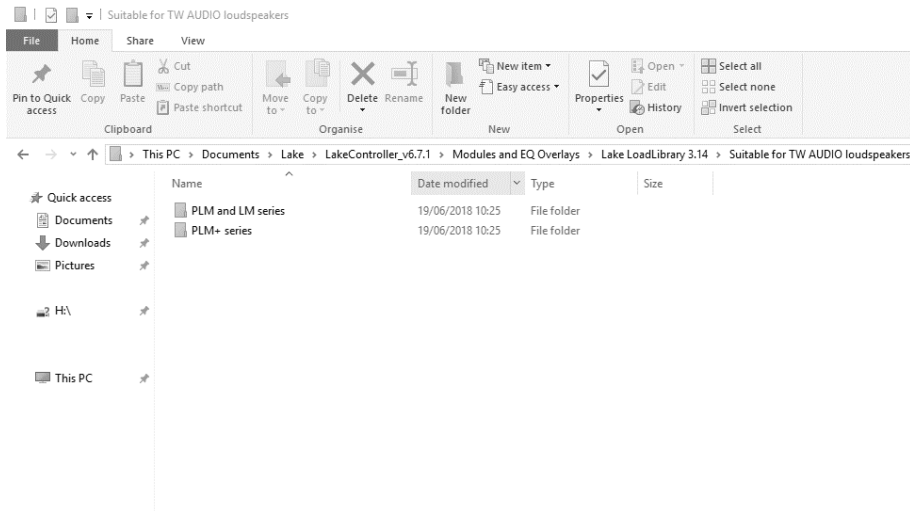 Suitable for TW AUDIO loudspeakers
File Home Share View
Pin to Quick access
Copy
Paste
Cut
Copy path
Paste shortcut
Move to
Copy to
Delete
Rename
New folder
New item
Easy access
Properties
Open
Edit
History
Select all
Select none
Invert selection
Clipboard Organise New Open Select
This PC > Documents > Lake > LakeController_v6.7.1 > Modules and EQ Overlays > Lake LoadLibrary 3.14 > Suitable for TW AUDIO loudspeakers
Name Date modified Type Size
Quick access
Documents
Downloads
Pictures
H:\
This PC
PLM and LM series 19/06/2018 10:25 File folder
PLM+ series 19/06/2018 10:25 File folder